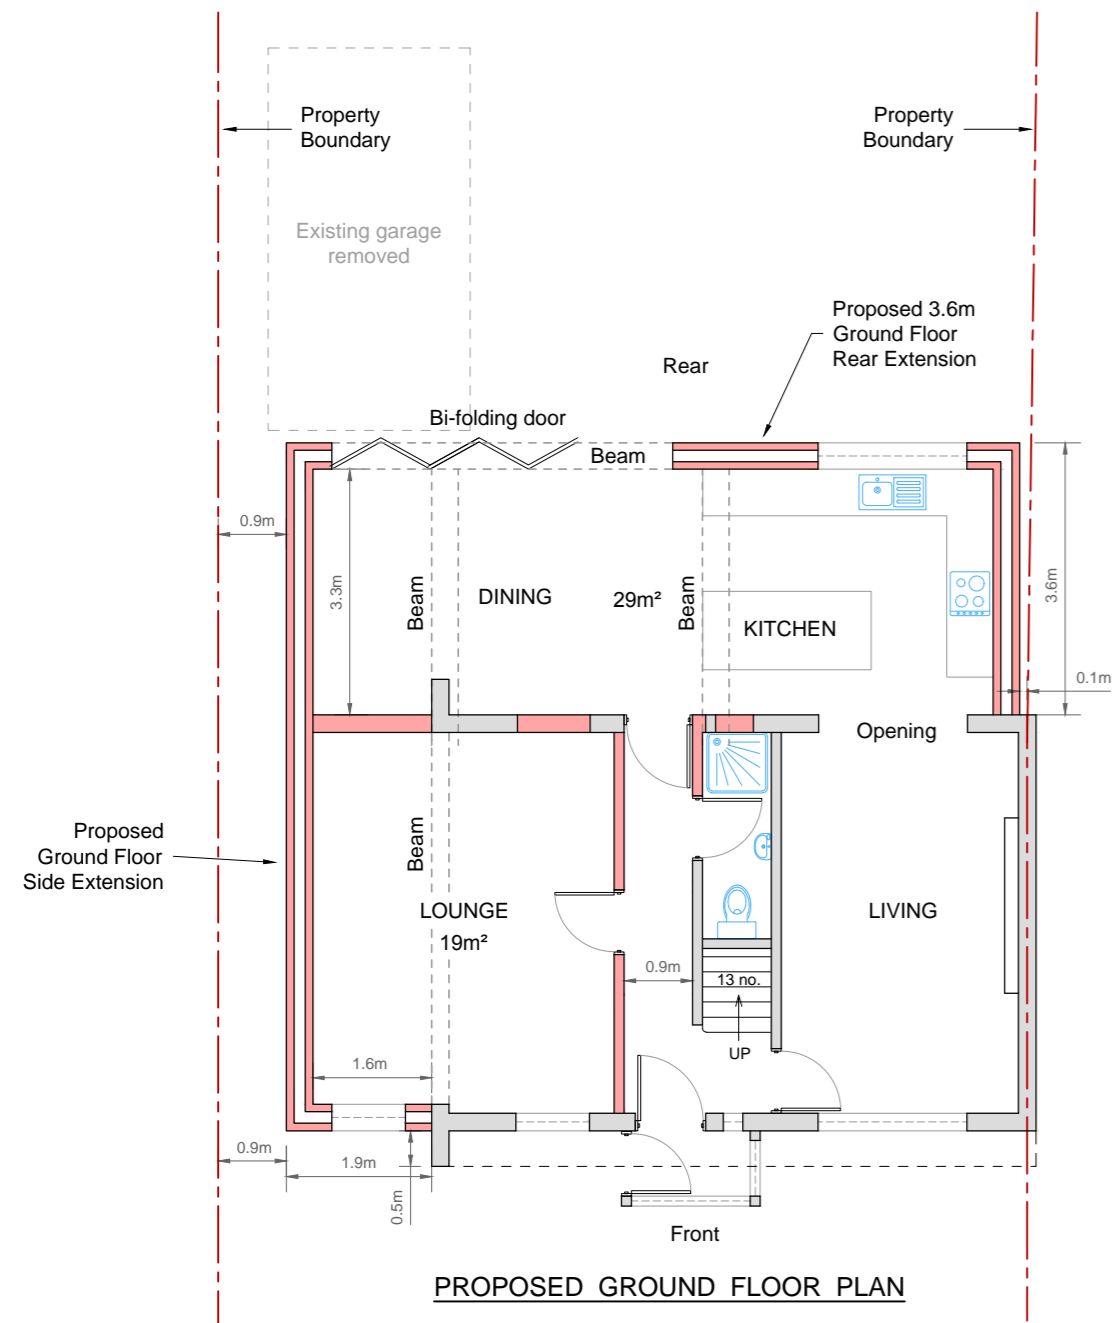 Property
Boundary
Property
Boundary
Existing garage
removed
Proposed 3.6m
Ground Floor
Rear Extension
Rear
Bi-folding door
Beam
0.9m
3.3m
Beam
DINING
29m²
Beam
KITCHEN
3.6m
0.1m
Opening
Proposed
Ground Floor
Side Extension
Beam
LOUNGE
19m²
LIVING
0.9m
13 no.
UP
1.6m
0.9m
1.9m
0.5m
Front
PROPOSED GROUND FLOOR PLAN